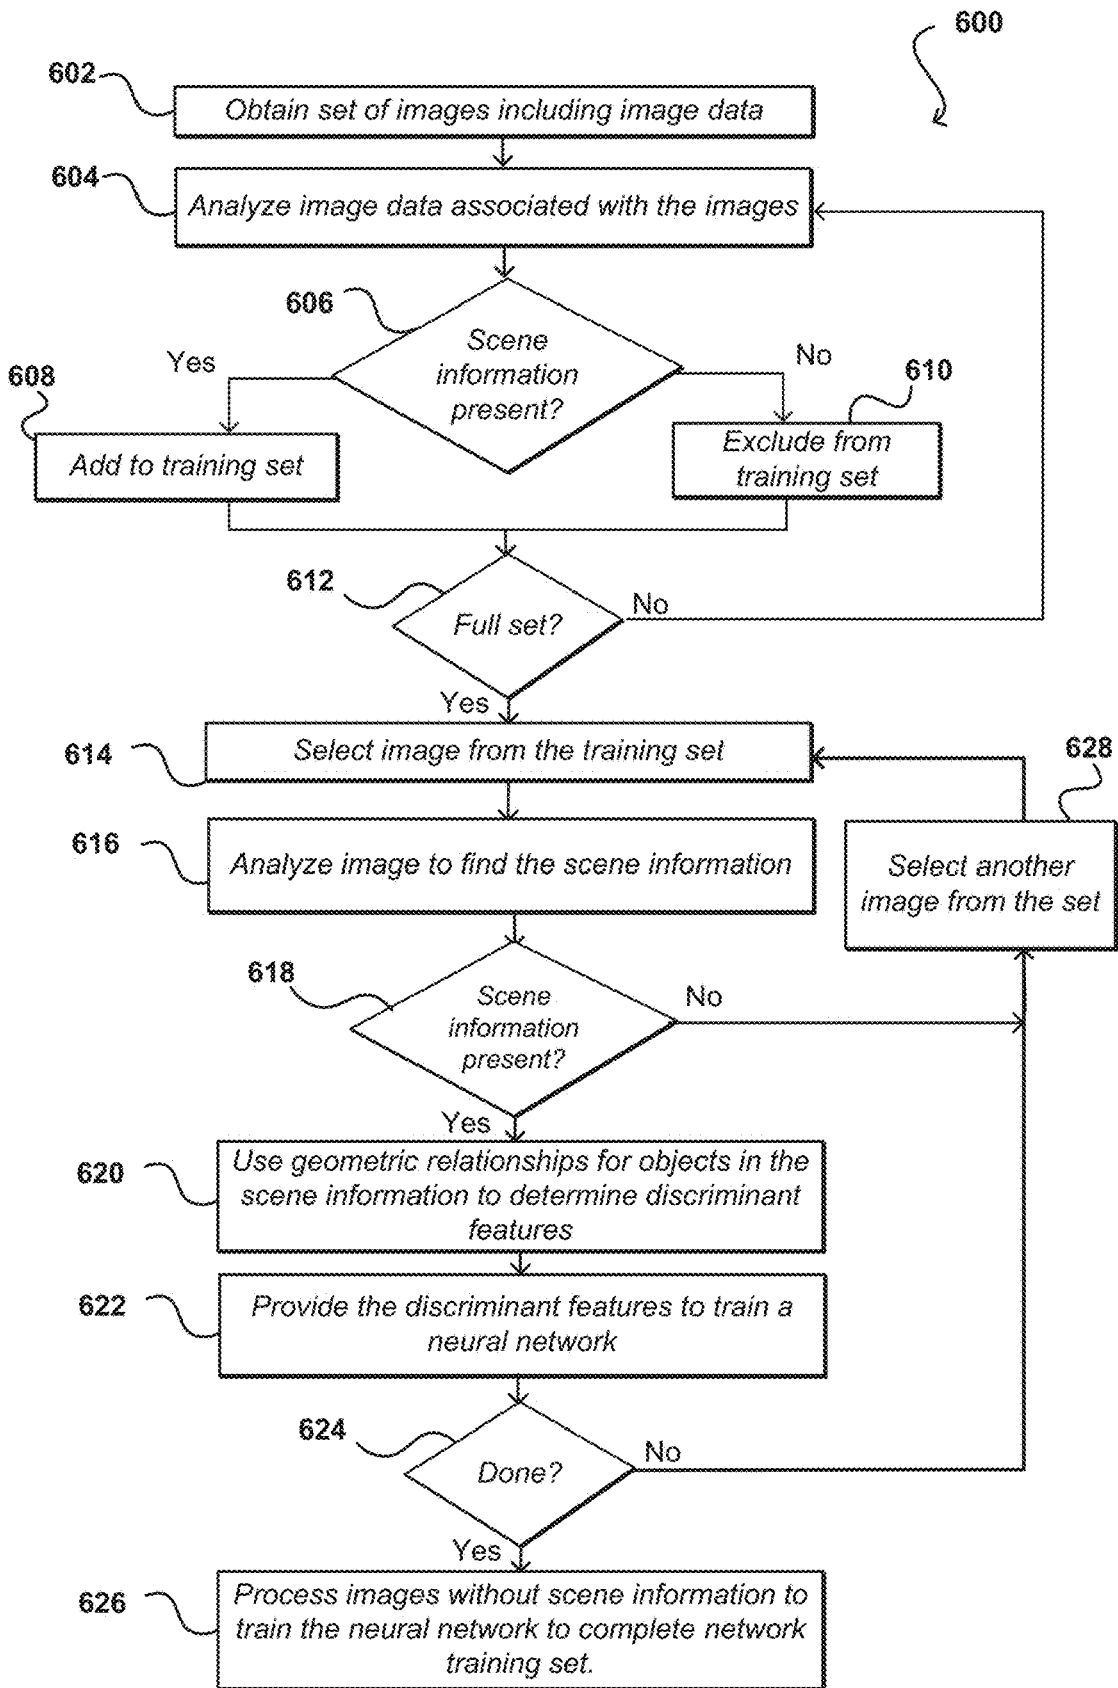 600
602
Obtain set of images including image data
604
Analyze image data associated with the images
606
Scene
information
present?
Yes
No
608
Add to training set
610
Exclude from
training set
612
Full set?
No
Yes
614
Select image from the training set
628
616
Analyze image to find the scene information
Select another
image from the set
618
Scene
information
present?
No
Yes
620
Use geometric relationships for objects in the
scene information to determine discriminant
features
622
Provide the discriminant features to train a
neural network
624
Done?
No
Yes
626
Process images without scene information to
train the neural network to complete network
training set.